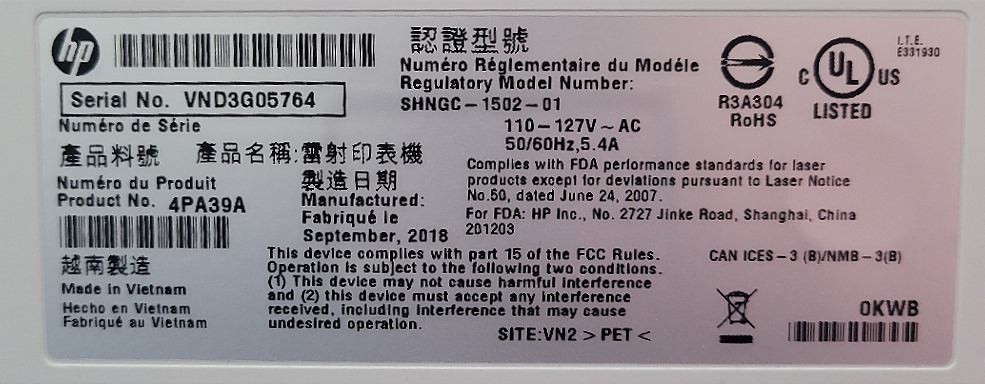 hp
認證型號
Numéro Réglementaire du Modéle
Regulatory Model Number:
SHNGC-1502-01
110-127V ~ AC
50/60Hz,5.4A
R3A304
RoHS
C UL US
LISTED
I.T.E.
E331930
Serial No. VND3G05764
Numéro de Série
產品料號 產品名稱:雷射印表機
Numéro du Produit
Product No. 4PA39A
製造日期
Manufactured:
Fabriqué le
September, 2018
Complies with FDA performance standards for laser
products except for deviations pursuant to Laser Notice
No.50, dated June 24, 2007.
For FDA: HP Inc., No. 2727 Jinke Road, Shanghai, China
201203
越南製造
Made in Vietnam
Hecho en Vietnam
Fabriqué au Vietnam
This device complies with part 15 of the FCC Rules.
Operation is subject to the following two conditions.
(1) This device may not cause harmful interference
and (2) this device must accept any interference
received, including interference that may cause
undesired operation.
CAN ICES-3 (B)/NMB-3(B)
SITE:VN2 > PET <
0KWB